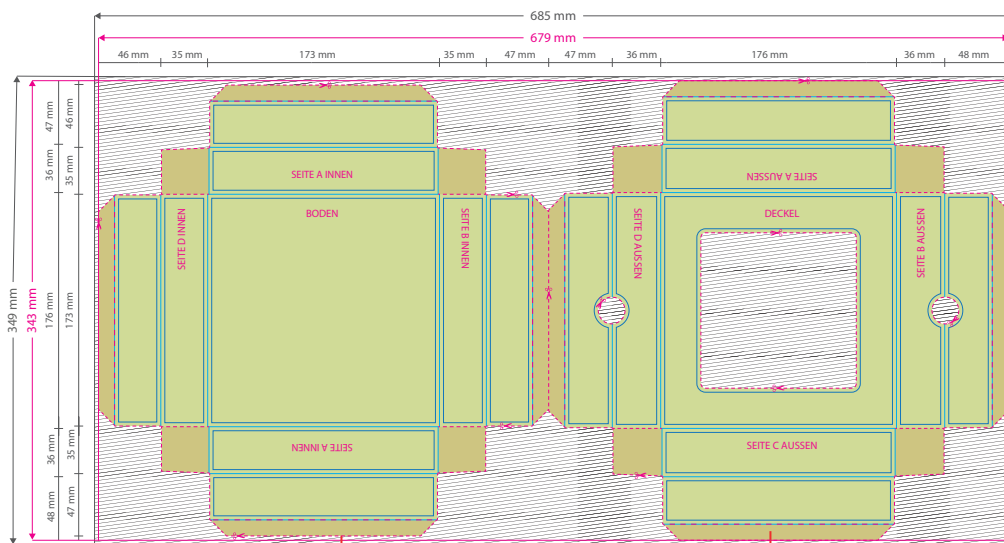 685 mm
679 mm
46 mm 35 mm 173 mm 35 mm 47 mm 47 mm 36 mm 176 mm 36 mm 48 mm
349 mm
343 mm
47 mm
46 mm
36 mm
35 mm
176 mm
173 mm
36 mm
35 mm
48 mm
47 mm
SEITE A INNEN
BODEN
SEITE D INNEN
SEITE B INNEN
SEITE A INNEN
SEITE A AUSSEN
SEITE D AUSSEN
DECKEL
SEITE B AUSSEN
SEITE C AUSSEN